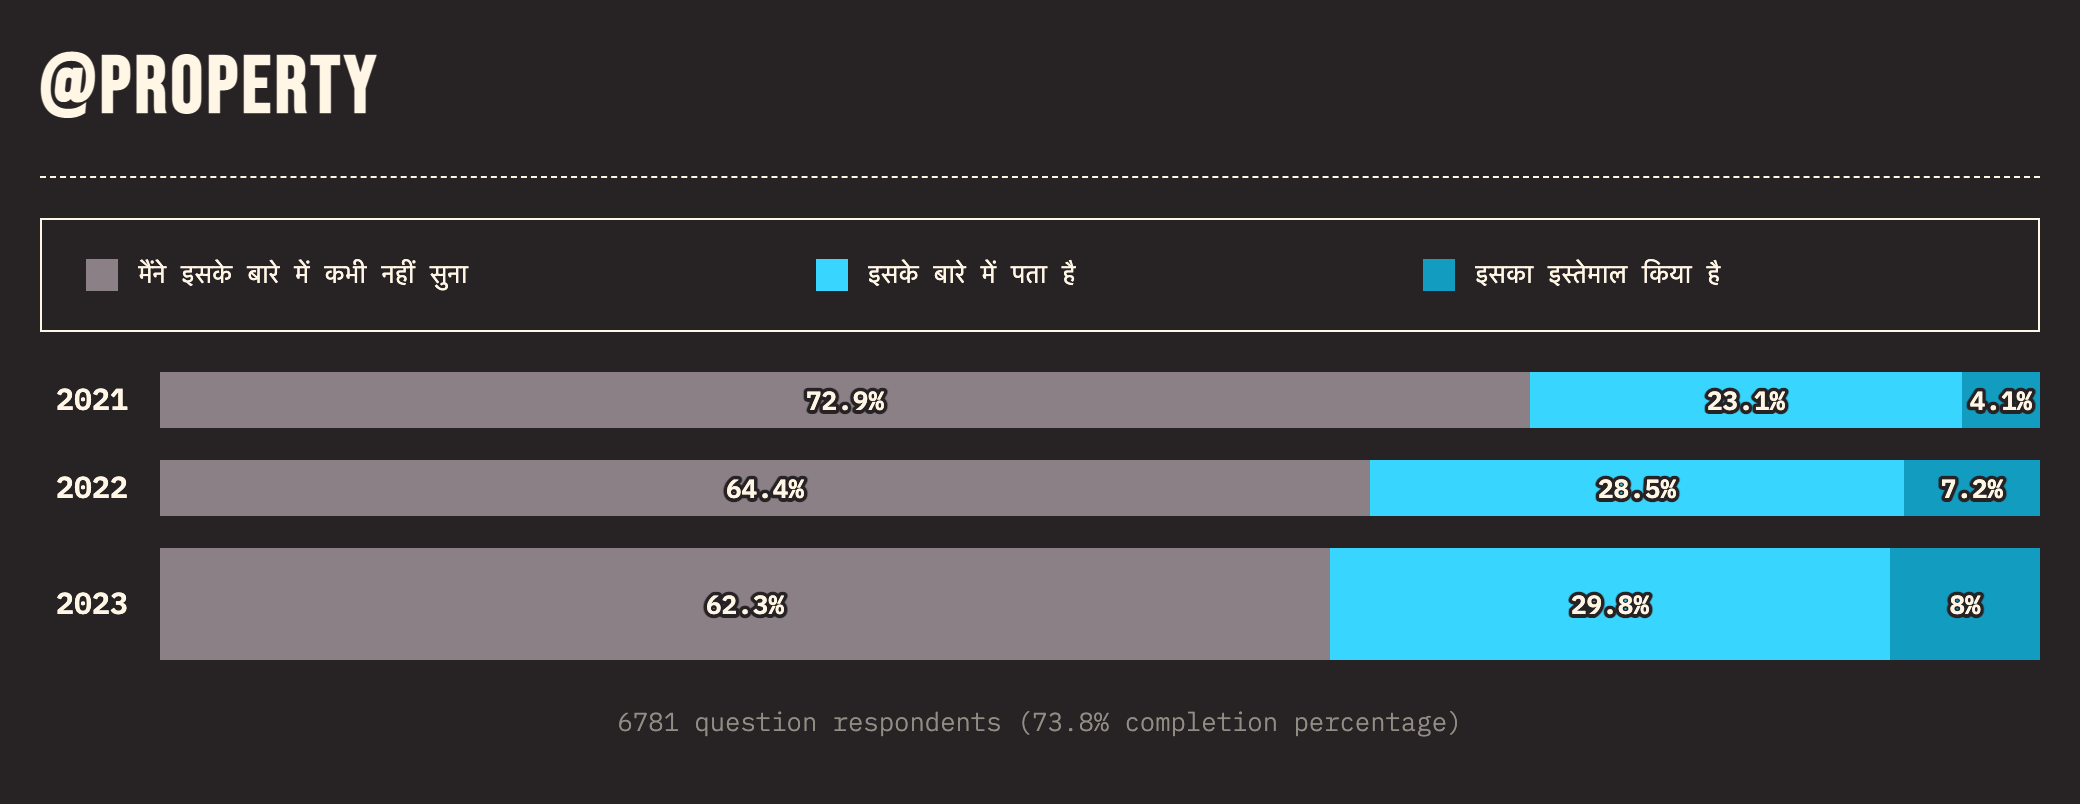 @PROPERTY
मैंने इसके बारे में कभी नहीं सुना इसके बारे में पता है इसका इस्तेमाल किया है
2021 72.9% 23.1% 4.1%
2022 64.4% 28.5% 7.2%
2023 62.3% 29.8% 8%
6781 question respondents (73.8% completion percentage)